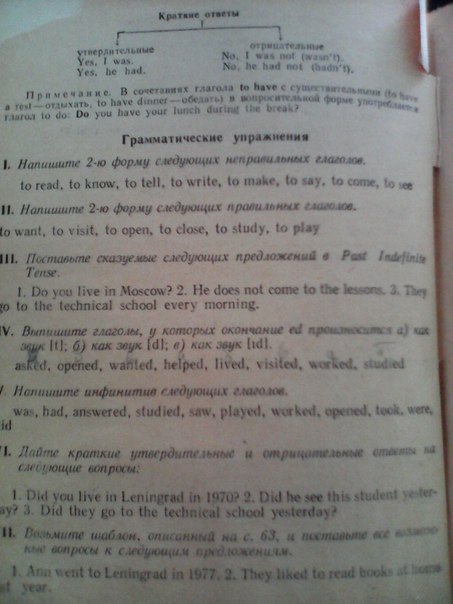 Краткие ответы
утвердительные
Yes, I was.
Yes, he had.
отрицательные
No, I was not (wasn't).
No, he had not (hadn't).
Примечание. В сочетаниях глагола to have с существительными (to have
a rest—отдыхать, to have dinner—обедать) в вопросительной форме употребляется
глагол to do: Do you have your lunch during the break?
Грамматические упражнения
I. Напишите 2-ю форму следующих неправильных глаголов.
to read, to know, to tell, to write, to make, to say, to come, to see
II. Напишите 2-ю форму следующих правильных глаголов.
to want, to visit, to open, to close, to study, to play
III. Поставьте сказуемые следующих предложений в Past Indefinite
Tense.
1. Do you live in Moscow? 2. He does not come to the lessons. 3. They
go to the technical school every morning.
IV. Выпишите глаголы, у которых окончание ed произносится а) как
звук [t]; б) как звук [d]; в) как звук [ɪd].
asked, opened, wanted, helped, lived, visited, worked, studied
V. Напишите инфинитив следующих глаголов.
was, had, answered, studied, saw, played, worked, opened, took, were,
id
I. Дайте краткие утвердительные и отрицательные ответы на
следующие вопросы:
1. Did you live in Leningrad in 1970? 2. Did he see this student yester-
ay? 3. Did they go to the technical school yesterday?
II. Возьмите шаблон, описанный на с. 63, и поставьте все возмож
ные вопросы к следующим предложениям.
1. Ann went to Leningrad in 1977. 2. They liked to read books at home
st year.